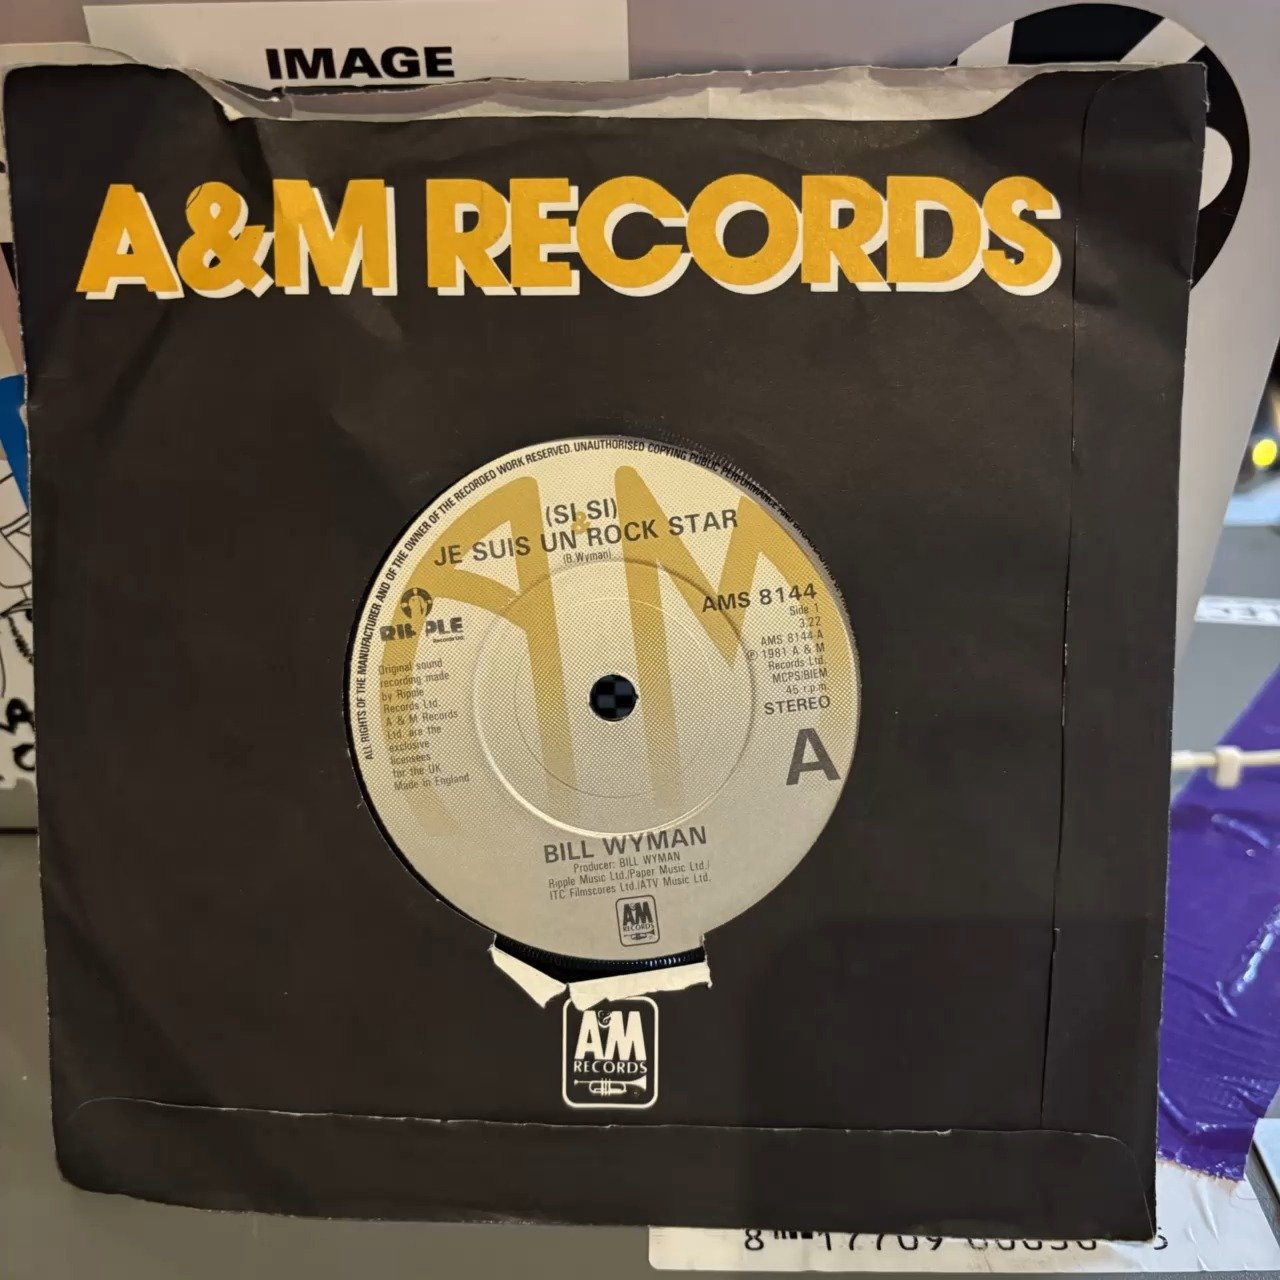 IMAGE
A&M RECORDS
ALL RIGHTS OF THE MANUFACTURER AND OF THE OWNER OF THE RECORDED WORK RESERVED. UNAUTHORISED COPYING PUBLIC PERFORMANCE AND
(SI SI)
JE SUIS UN ROCK STAR
(B.Wyman)
RIPPLE
Records Ltd.
Original sound
recording made
by Ripple
Records Ltd.
A & M Records
Ltd. are the
exclusive
licensees
for the UK
Made in England
AMS 8144
Side 1
3.22
AMS 8144-A
℗ 1981 A & M
Records Ltd.
MCPS/BIEM
45 r.p.m.
STEREO
A
BILL WYMAN
Producer: BILL WYMAN
Ripple Music Ltd./Paper Music Ltd./
ITC Filmscores Ltd./ATV Music Ltd.
A&M
RECORDS
A&M
RECORDS